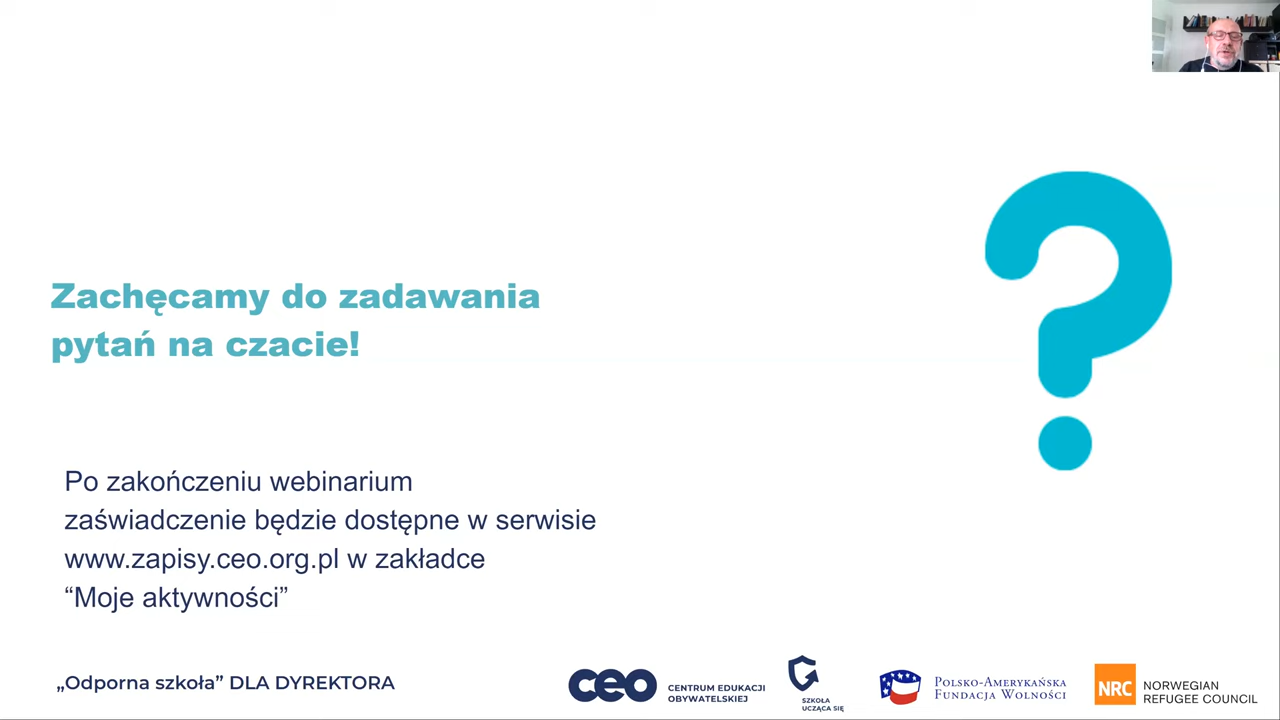 Zachęcamy do zadawania
pytań na czacie!
Po zakończeniu webinarium
zaświadczenie będzie dostępne w serwisie
www.zapisy.ceo.org.pl w zakładce
“Moje aktywności”
„Odporna szkoła” DLA DYREKTORA
ceo
CENTRUM EDUKACJI
OBYWATELSKIEJ
SZKOŁA
UCZĄCA SIĘ
POLSKO-AMERYKAŃSKA
FUNDACJA WOLNOŚCI
NRC
NORWEGIAN
REFUGEE COUNCIL